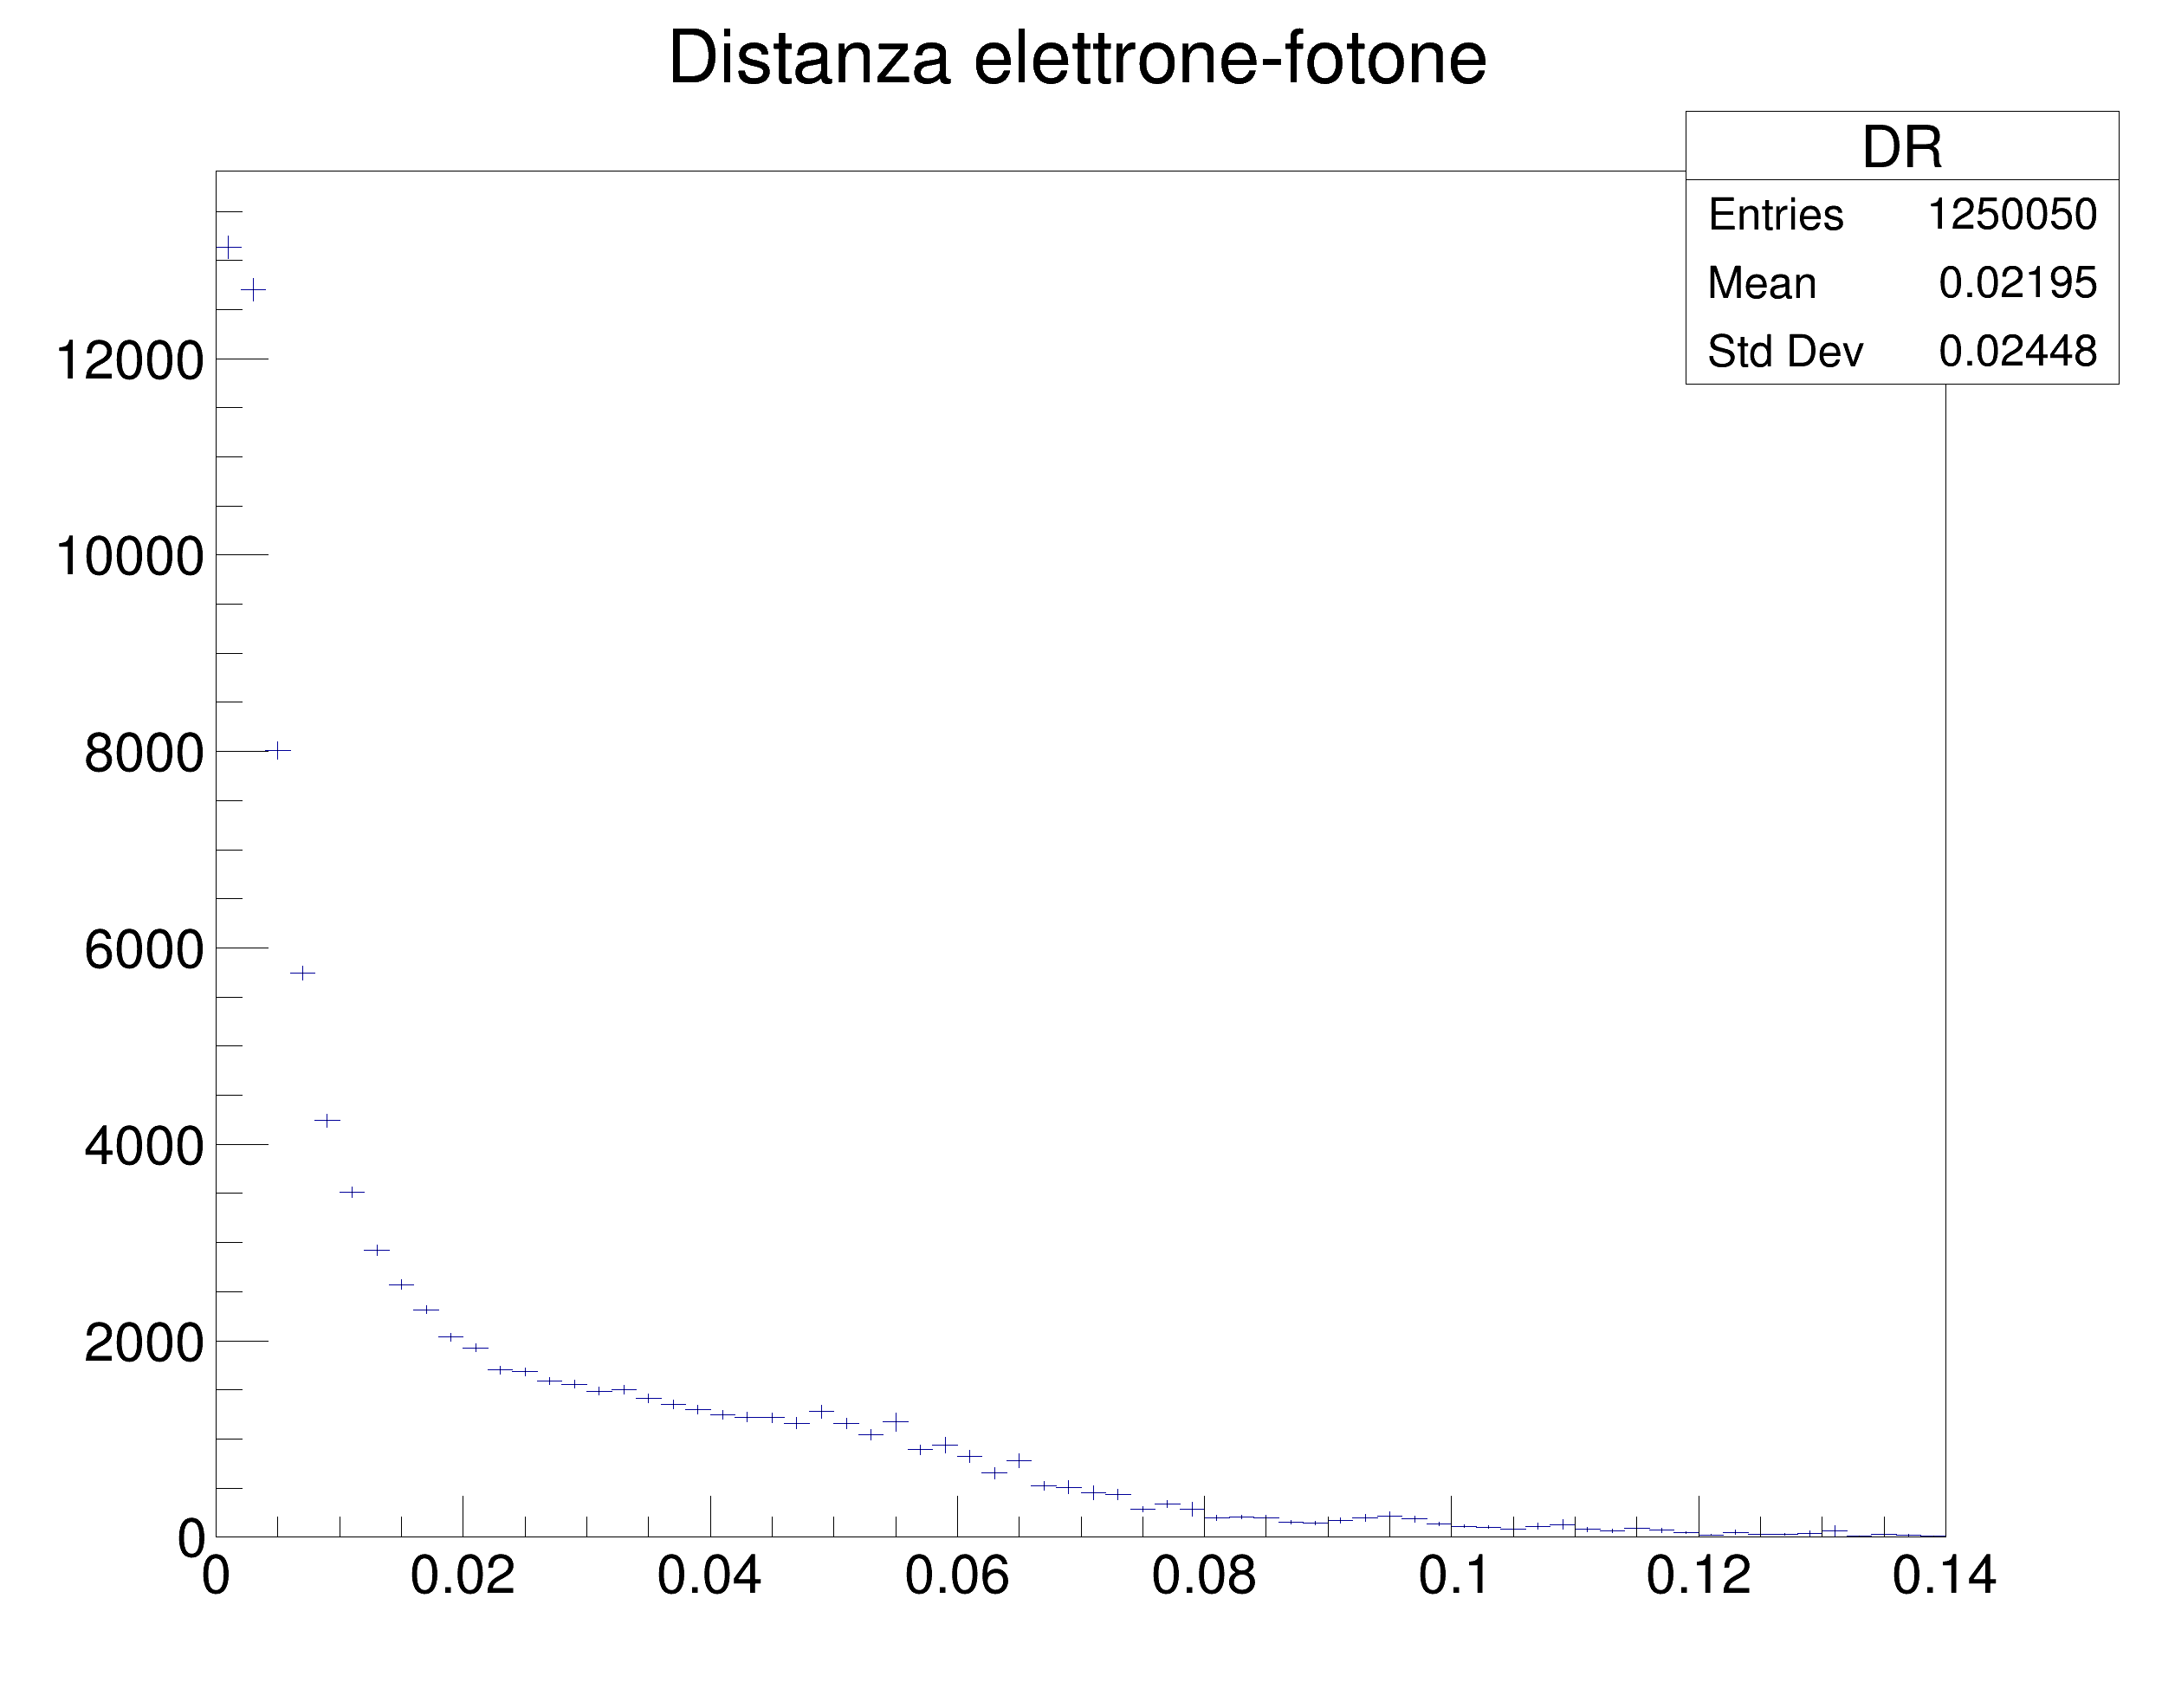 Distanza elettrone-fotone
DR
Entries 1250050
Mean 0.02195
Std Dev 0.02448
12000
10000
8000
6000
4000
2000
0
0 0.02 0.04 0.06 0.08 0.1 0.12 0.14